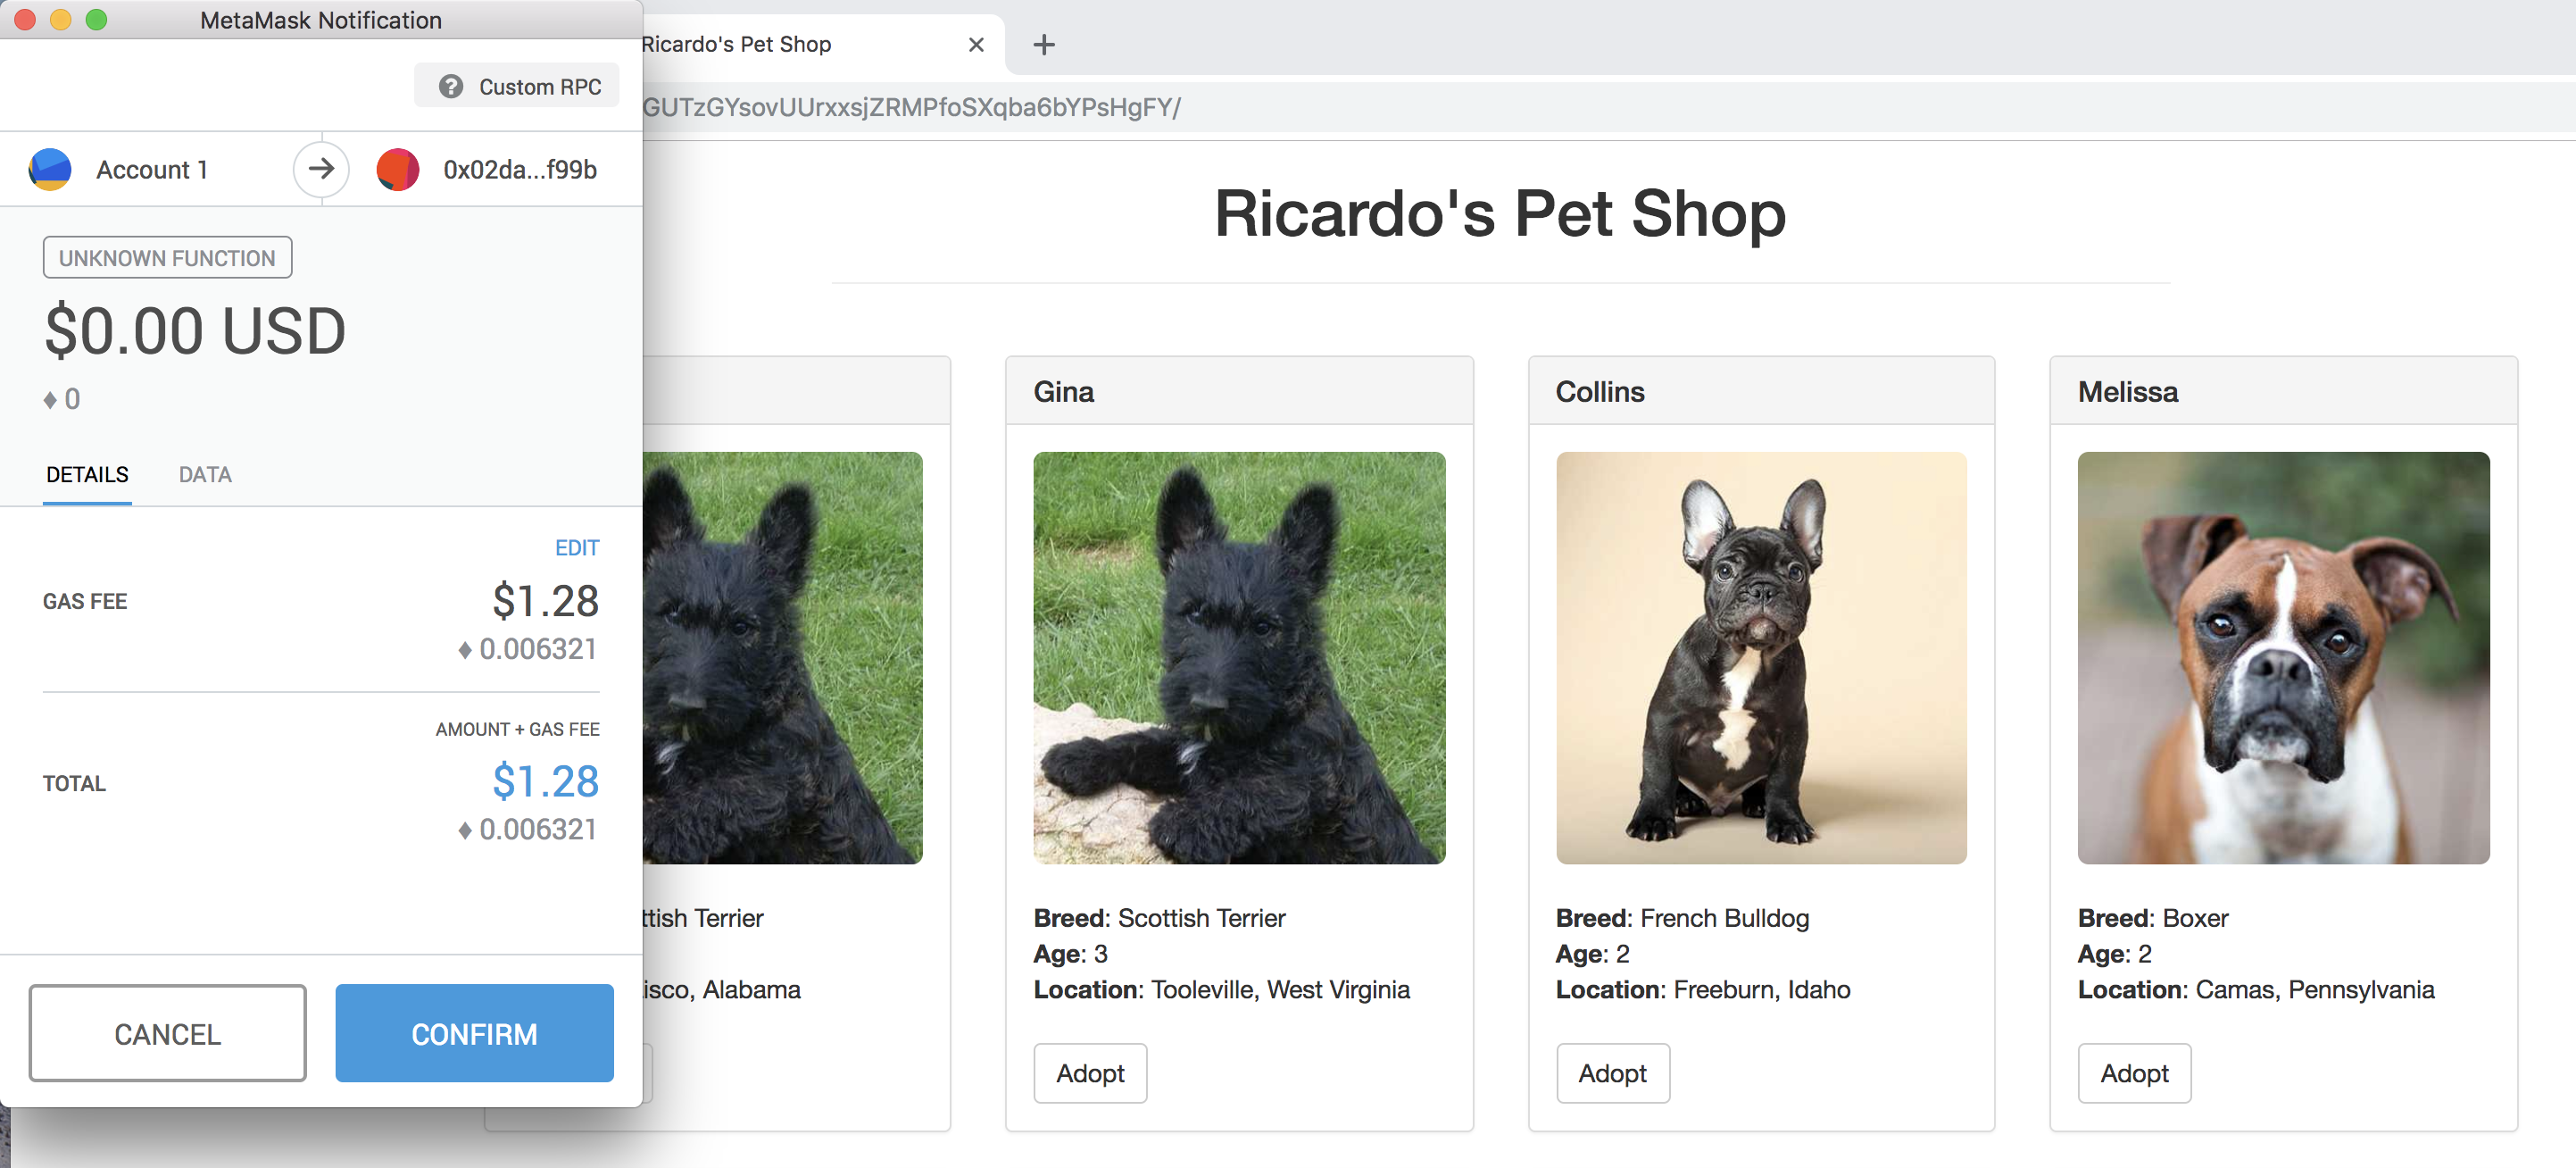 MetaMask Notification
Custom RPC
Account 1
0x02da...f99b
UNKNOWN FUNCTION
$0.00 USD
0
DETAILS
DATA
EDIT
GAS FEE
$1.28
0.006321
AMOUNT + GAS FEE
TOTAL
$1.28
0.006321
CANCEL
CONFIRM
Ricardo's Pet Shop
GUTzGYsovUUrxxsjZRMPfoSXqba6bYPsHgFY/
Ricardo's Pet Shop
ttish Terrier
isco, Alabama
Gina
Breed: Scottish Terrier
Age: 3
Location: Tooleville, West Virginia
Adopt
Collins
Breed: French Bulldog
Age: 2
Location: Freeburn, Idaho
Adopt
Melissa
Breed: Boxer
Age: 2
Location: Camas, Pennsylvania
Adopt